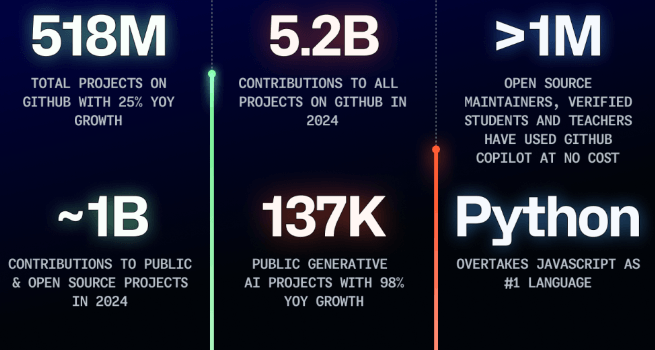 518M
TOTAL PROJECTS ON
GITHUB WITH 25% YOY
GROWTH
5.2B
CONTRIBUTIONS TO ALL
PROJECTS ON GITHUB IN
2024
>1M
OPEN SOURCE
MAINTAINERS, VERIFIED
STUDENTS AND TEACHERS
HAVE USED GITHUB
COPILOT AT NO COST
~1B
CONTRIBUTIONS TO PUBLIC
& OPEN SOURCE PROJECTS
IN 2024
137K
PUBLIC GENERATIVE
AI PROJECTS WITH 98%
YOY GROWTH
Python
OVERTAKES JAVASCRIPT AS
#1 LANGUAGE